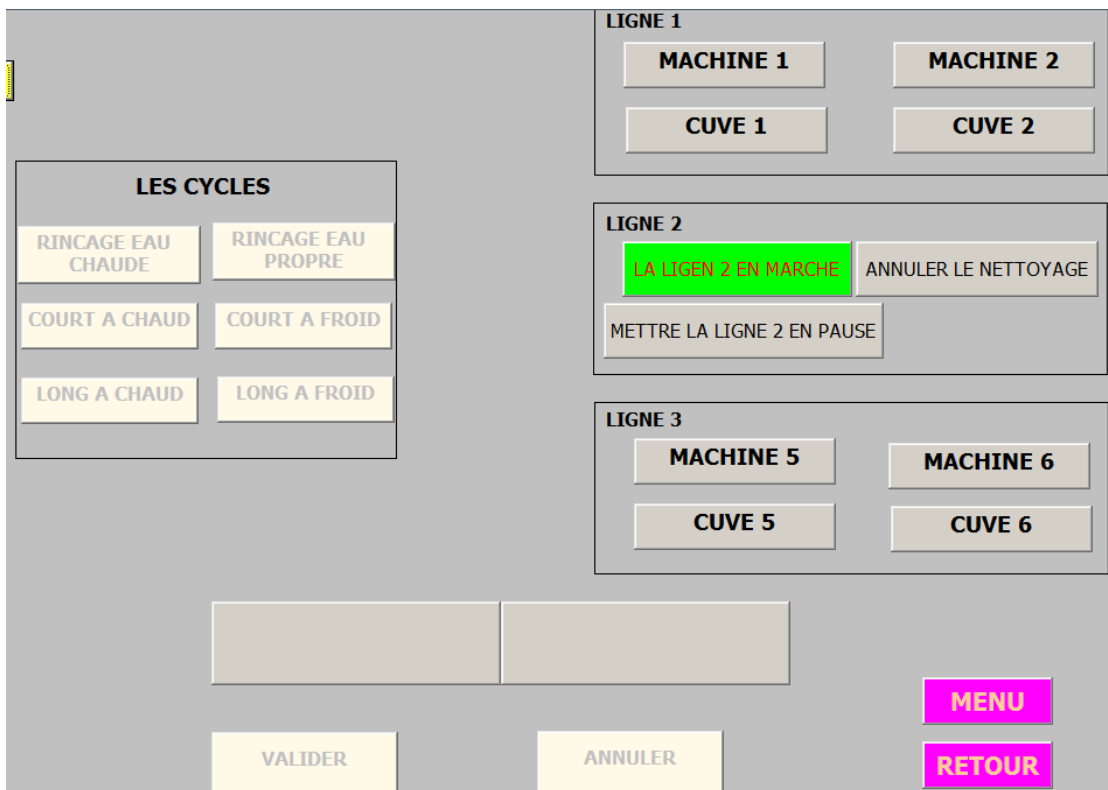 LIGNE 1
MACHINE 1
MACHINE 2
CUVE 1
CUVE 2
LES CYCLES
RINCAGE EAU
CHAUDE
RINCAGE EAU
PROPRE
COURT A CHAUD
COURT A FROID
LONG A CHAUD
LONG A FROID
LIGNE 2
LA LIGEN 2 EN MARCHE
ANNULER LE NETTOYAGE
METTRE LA LIGNE 2 EN PAUSE
LIGNE 3
MACHINE 5
MACHINE 6
CUVE 5
CUVE 6
MENU
VALIDER
ANNULER
RETOUR